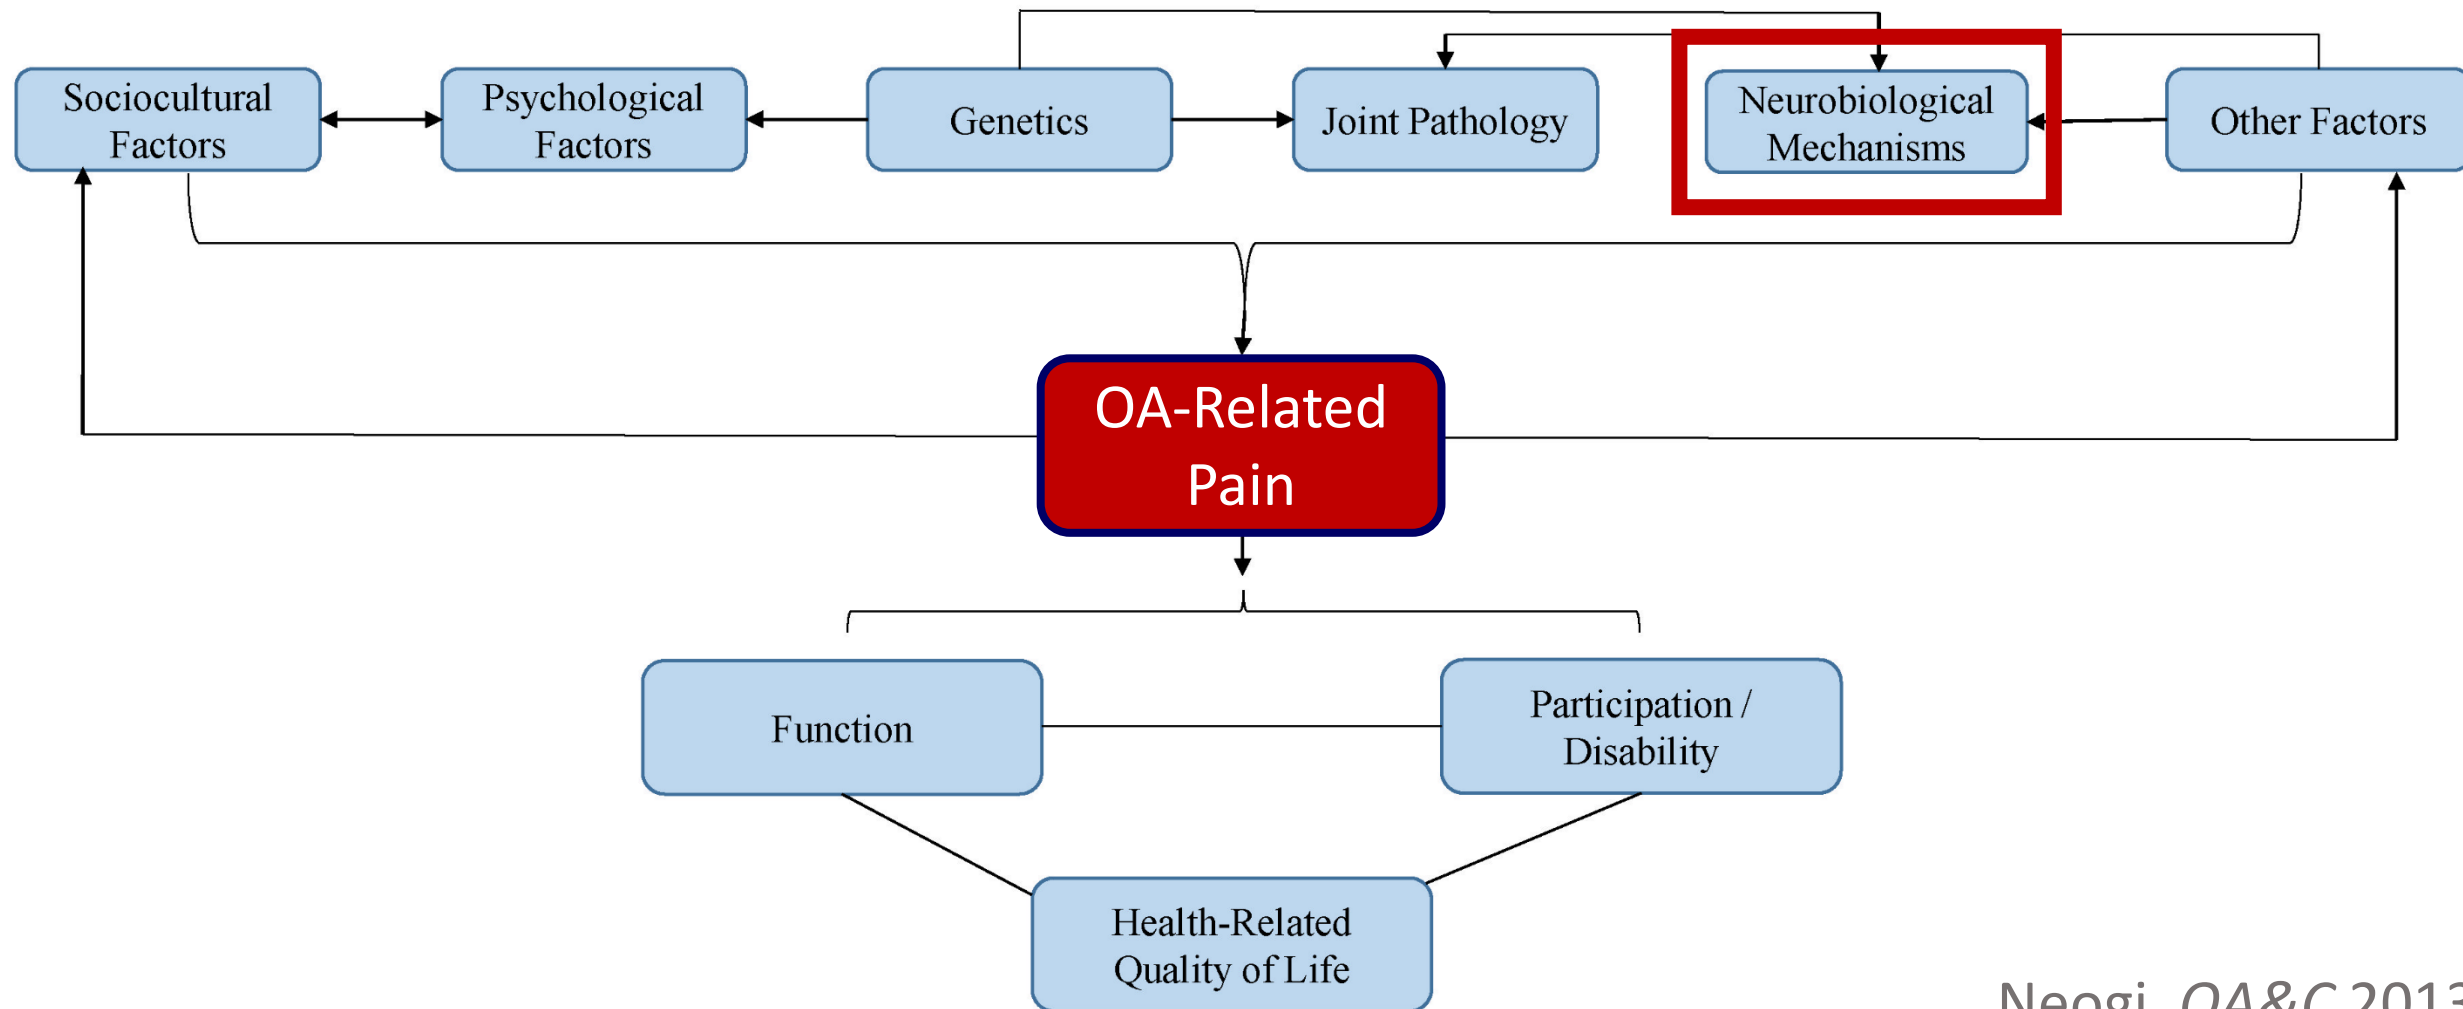 Sociocultural
Factors
Psychological
Factors
Genetics
Joint Pathology
Neurobiological
Mechanisms
Other Factors
OA-Related
Pain
Function
Participation /
Disability
Health-Related
Quality of Life
Neogi, OA&C 2013